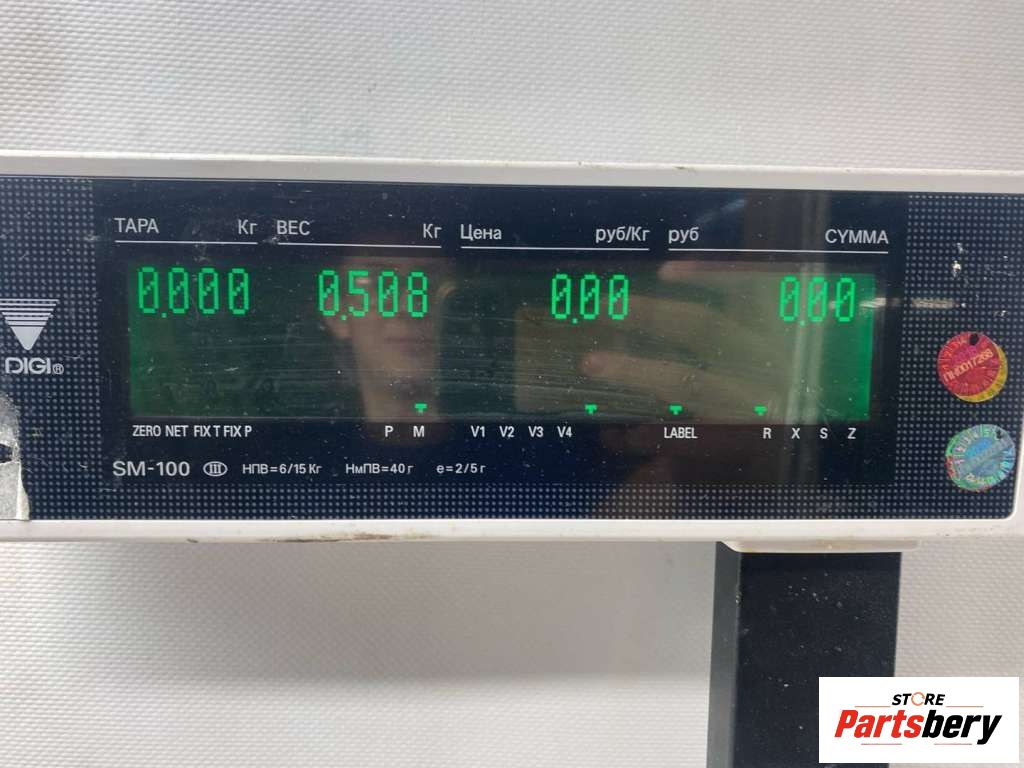 ТАРА Кг ВЕС Кг Цена руб/Кг руб СУММА
0.000 0.508 0.00 0.00
DIGI®
ZERO NET FIX T FIX P P M V1 V2 V3 V4 LABEL R X S Z
SM-100 III НПВ=6/15 Кг НмПВ=40 г e=2/5 г
STORE
Partsbery